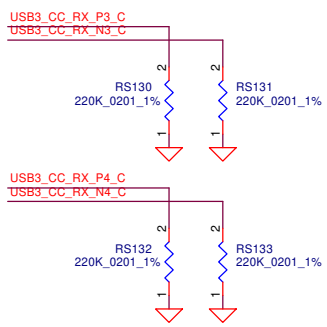 USB3_CC_RX_P3_C
USB3_CC_RX_N3_C
2
2
RS130
220K_0201_1%
RS131
220K_0201_1%
1
1
USB3_CC_RX_P4_C
USB3_CC_RX_N4_C
2
2
RS132
220K_0201_1%
RS133
220K_0201_1%
1
1